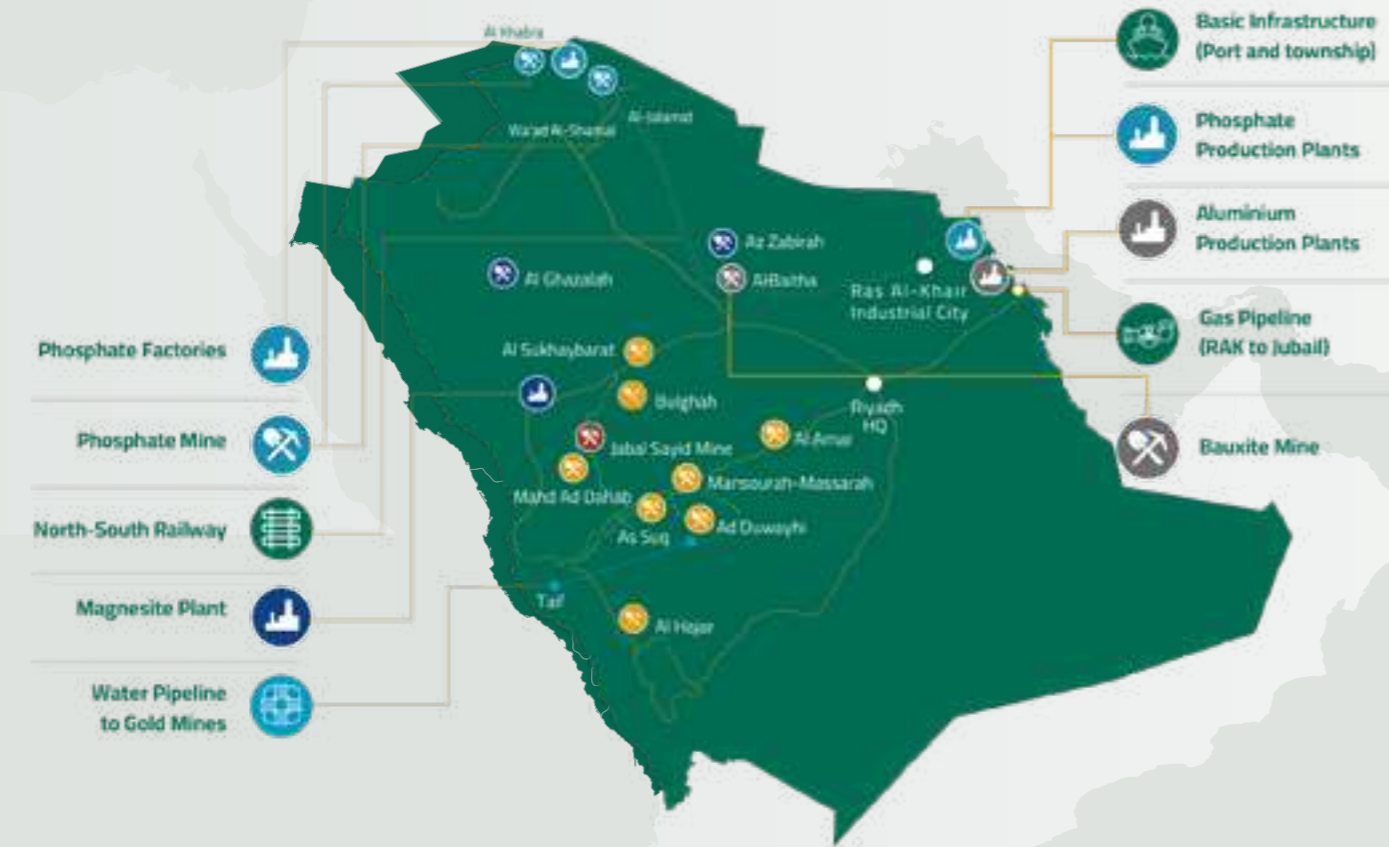 Al Khabra
Wa'ad Al-Shamal
Al-Jalamid
Az Zabirah
Al Ghazalah
AlBaitha
Ras Al-Khair
Industrial City
Al Sukhaybarat
Bulghah
Riyadh
HQ
Al Amar
Jabal Sayid Mine
Mansourah-Massarah
Mahd Ad Dahab
As Suq
Ad Duwayhi
Taif
Al Hajar
Phosphate Factories
Phosphate Mine
North-South Railway
Magnesite Plant
Water Pipeline
to Gold Mines
Basic Infrastructure
(Port and township)
Phosphate
Production Plants
Aluminium
Production Plants
Gas Pipeline
(RAK to Jubail)
Bauxite Mine